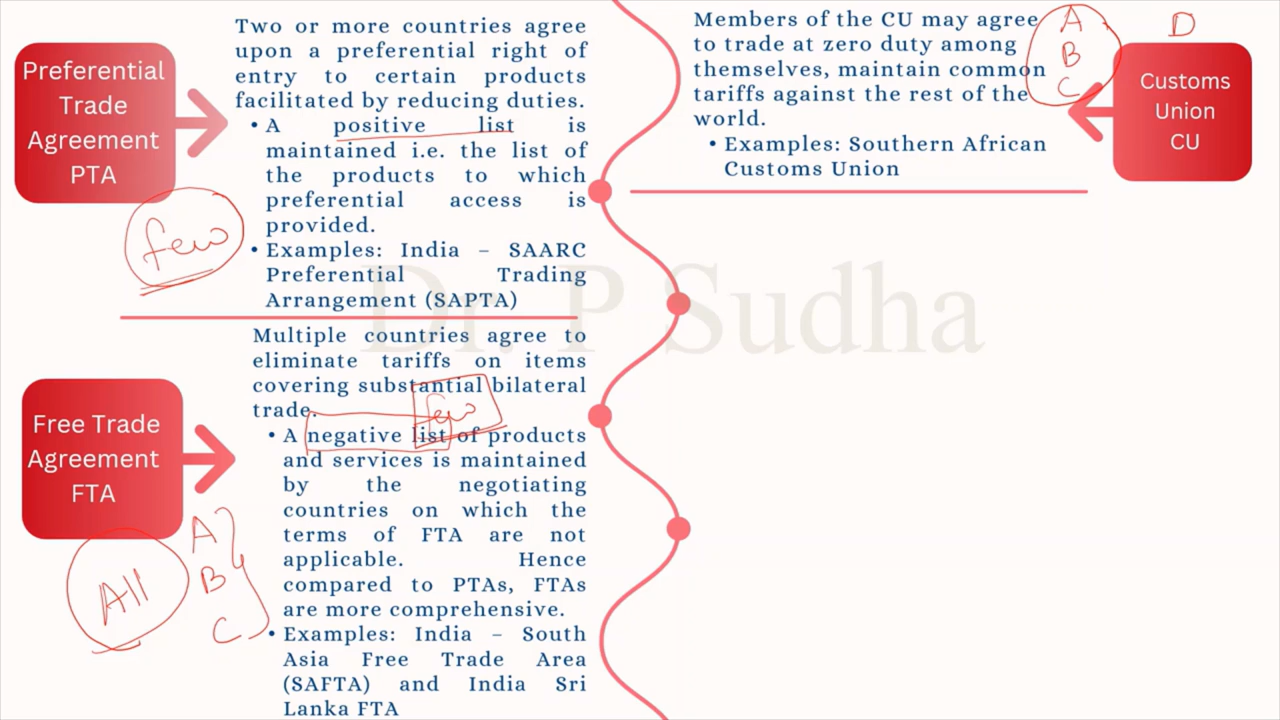 Preferential
Trade
Agreement
PTA
Two or more countries agree
upon a preferential right of
entry to certain products
facilitated by reducing duties.
• A positive list is
maintained i.e. the list of
the products to which
preferential access is
provided.
• Examples: India – SAARC
Preferential Trading
Arrangement (SAPTA)
few
Free Trade
Agreement
FTA
Multiple countries agree to
eliminate tariffs on items
covering substantial bilateral
trade.
few
• A negative list of products
and services is maintained
by the negotiating
countries on which the
terms of FTA are not
applicable. Hence
compared to PTAs, FTAs
are more comprehensive.
• Examples: India – South
Asia Free Trade Area
(SAFTA) and India Sri
Lanka FTA
All
A
B
C
Members of the CU may agree
to trade at zero duty among
themselves, maintain common
tariffs against the rest of the
world.
• Examples: Southern African
Customs Union
A
B
C
D
Customs
Union
CU
Dr. P Sudha